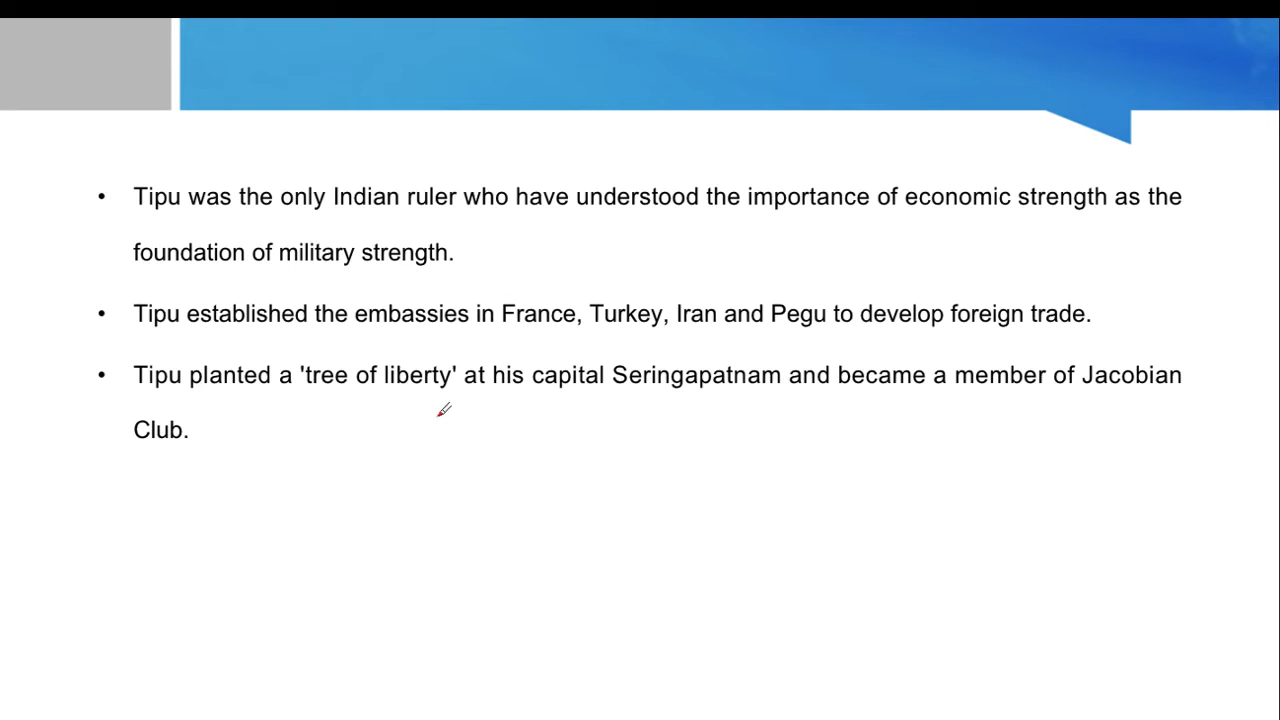 • Tipu was the only Indian ruler who have understood the importance of economic strength as the
foundation of military strength.
• Tipu established the embassies in France, Turkey, Iran and Pegu to develop foreign trade.
• Tipu planted a 'tree of liberty' at his capital Seringapatnam and became a member of Jacobian
Club.